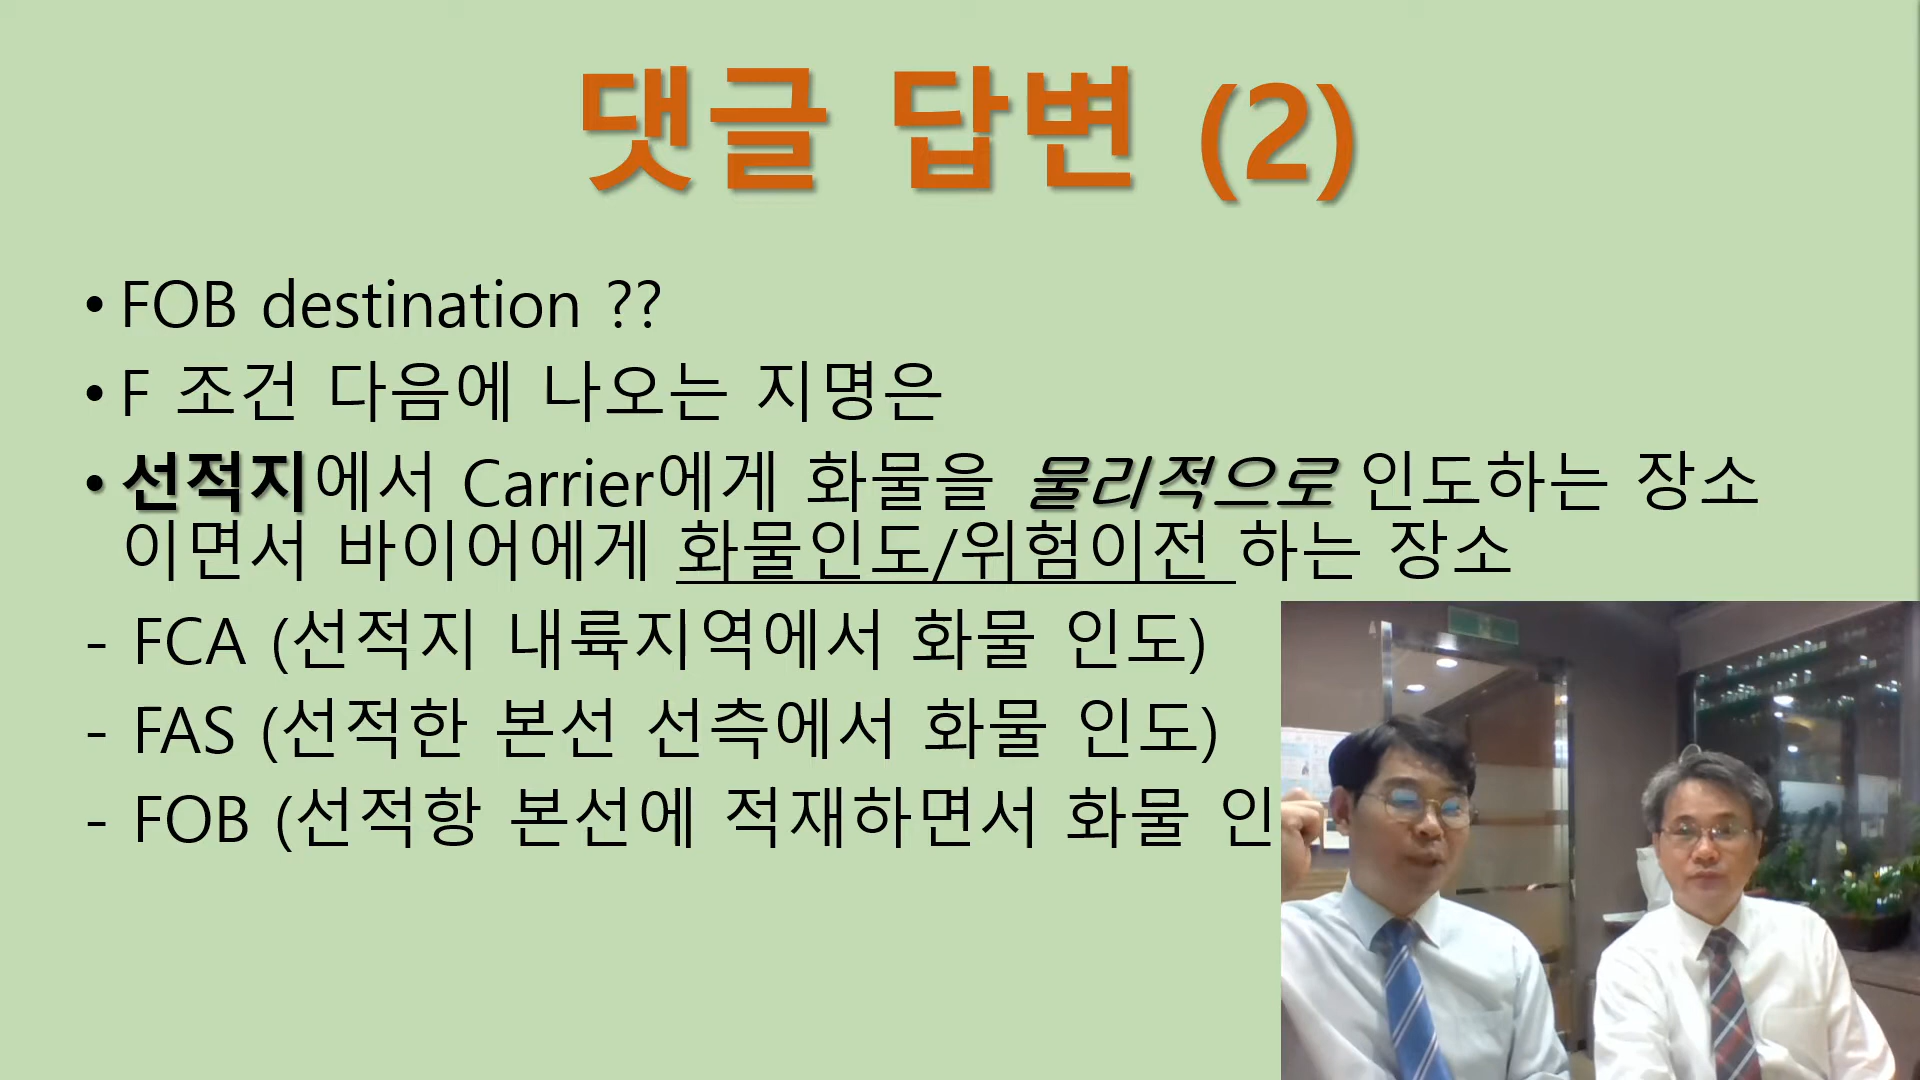 댓글 답변 (2)
• FOB destination ??
• F 조건 다음에 나오는 지명은
• 선적지에서 Carrier에게 화물을 물리적으로 인도하는 장소
이면서 바이어에게 화물인도/위험이전 하는 장소
- FCA (선적지 내륙지역에서 화물 인도)
- FAS (선적한 본선 선측에서 화물 인도)
- FOB (선적항 본선에 적재하면서 화물 인